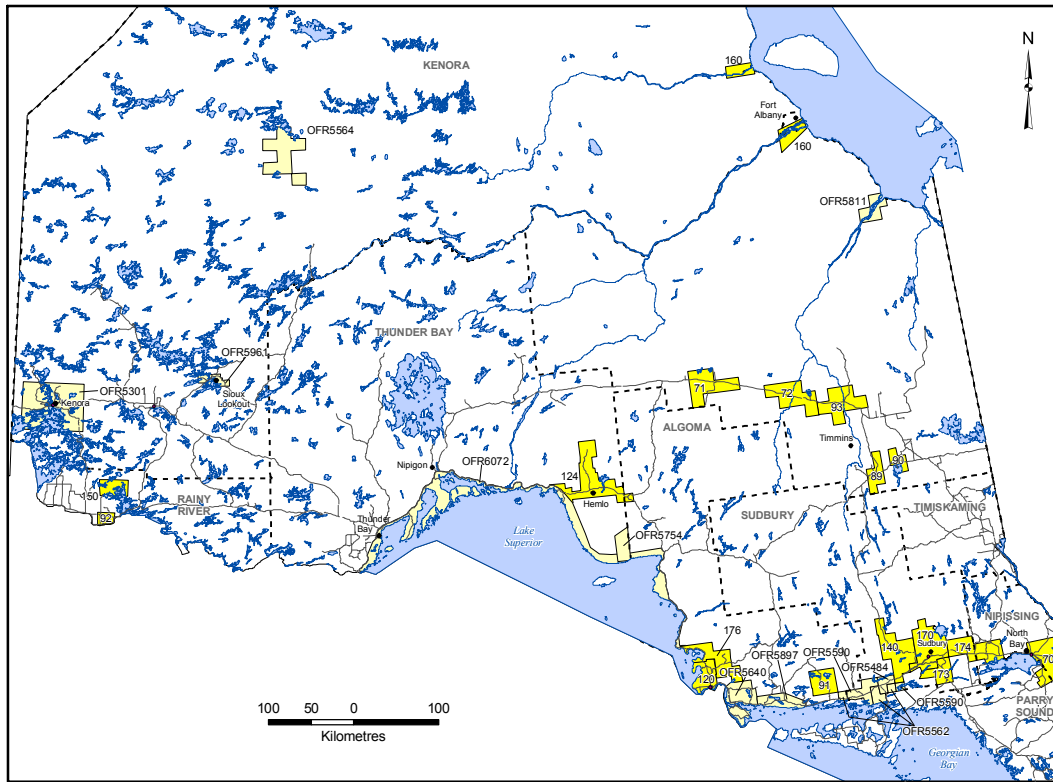 N
KENORA
160
Fort
Albany
160
OFR5564
OFR5811
THUNDER BAY
OFR5961
Sioux
Lookout
OFR5301
Kenora
71
72
93
ALGOMA
Timmins
Nipigon
OFR6072
124
Hemlo
89
90
150
RAINY
RIVER
92
Thunder
Bay
Lake
Superior
OFR5754
SUDBURY
TIMISKAMING
NIPISSING
North
Bay
176
OFR5897
OFR5590
OFR5484
140
170
Sudbury
174
70
120
OFR5640
91
173
OFR5590
PARRY
SOUND
OFR5562
Georgian
Bay
100 50 0 100
Kilometres